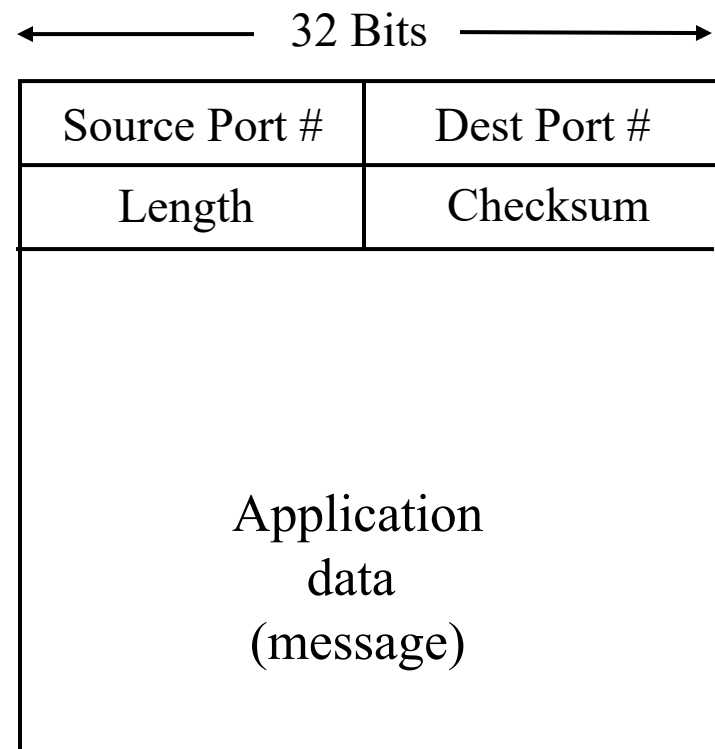 32 Bits
Source Port # Dest Port #
Length Checksum
Application
data
(message)